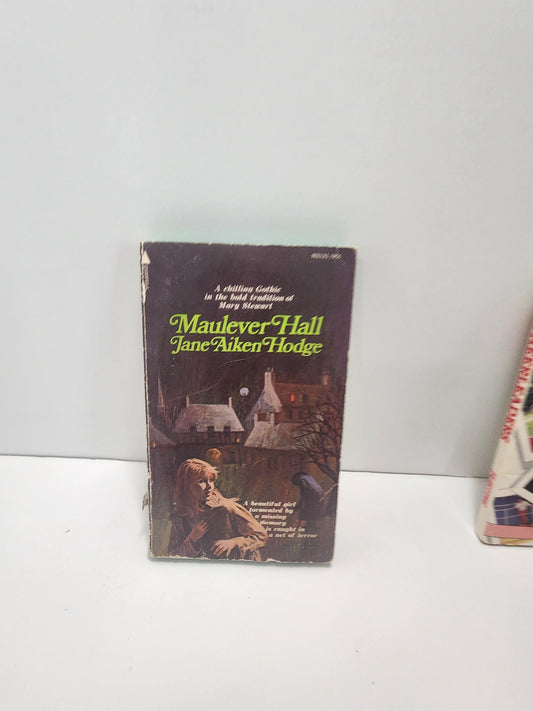 A chilling Gothic
in the bold tradition of
Mary Stewart
Maulever Hall
Jane Aiken Hodge
A beautiful girl
tormented by
a missing
memory
is caught in
a net of terror